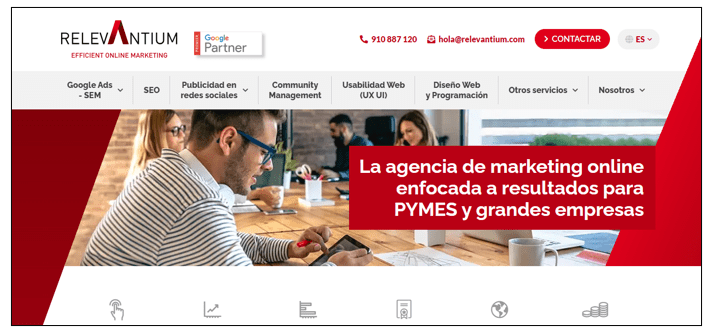 RELEVANTIUM
EFFICIENT ONLINE MARKETING
PREMIER
Google
Partner
910 887 120
hola@relevantium.com
CONTACTAR
ES
Google Ads
- SEM
SEO
Publicidad en
redes sociales
Community
Management
Usabilidad Web
(UX UI)
Diseño Web
y Programación
Otros servicios
Nosotros
La agencia de marketing online
enfocada a resultados para
PYMES y grandes empresas